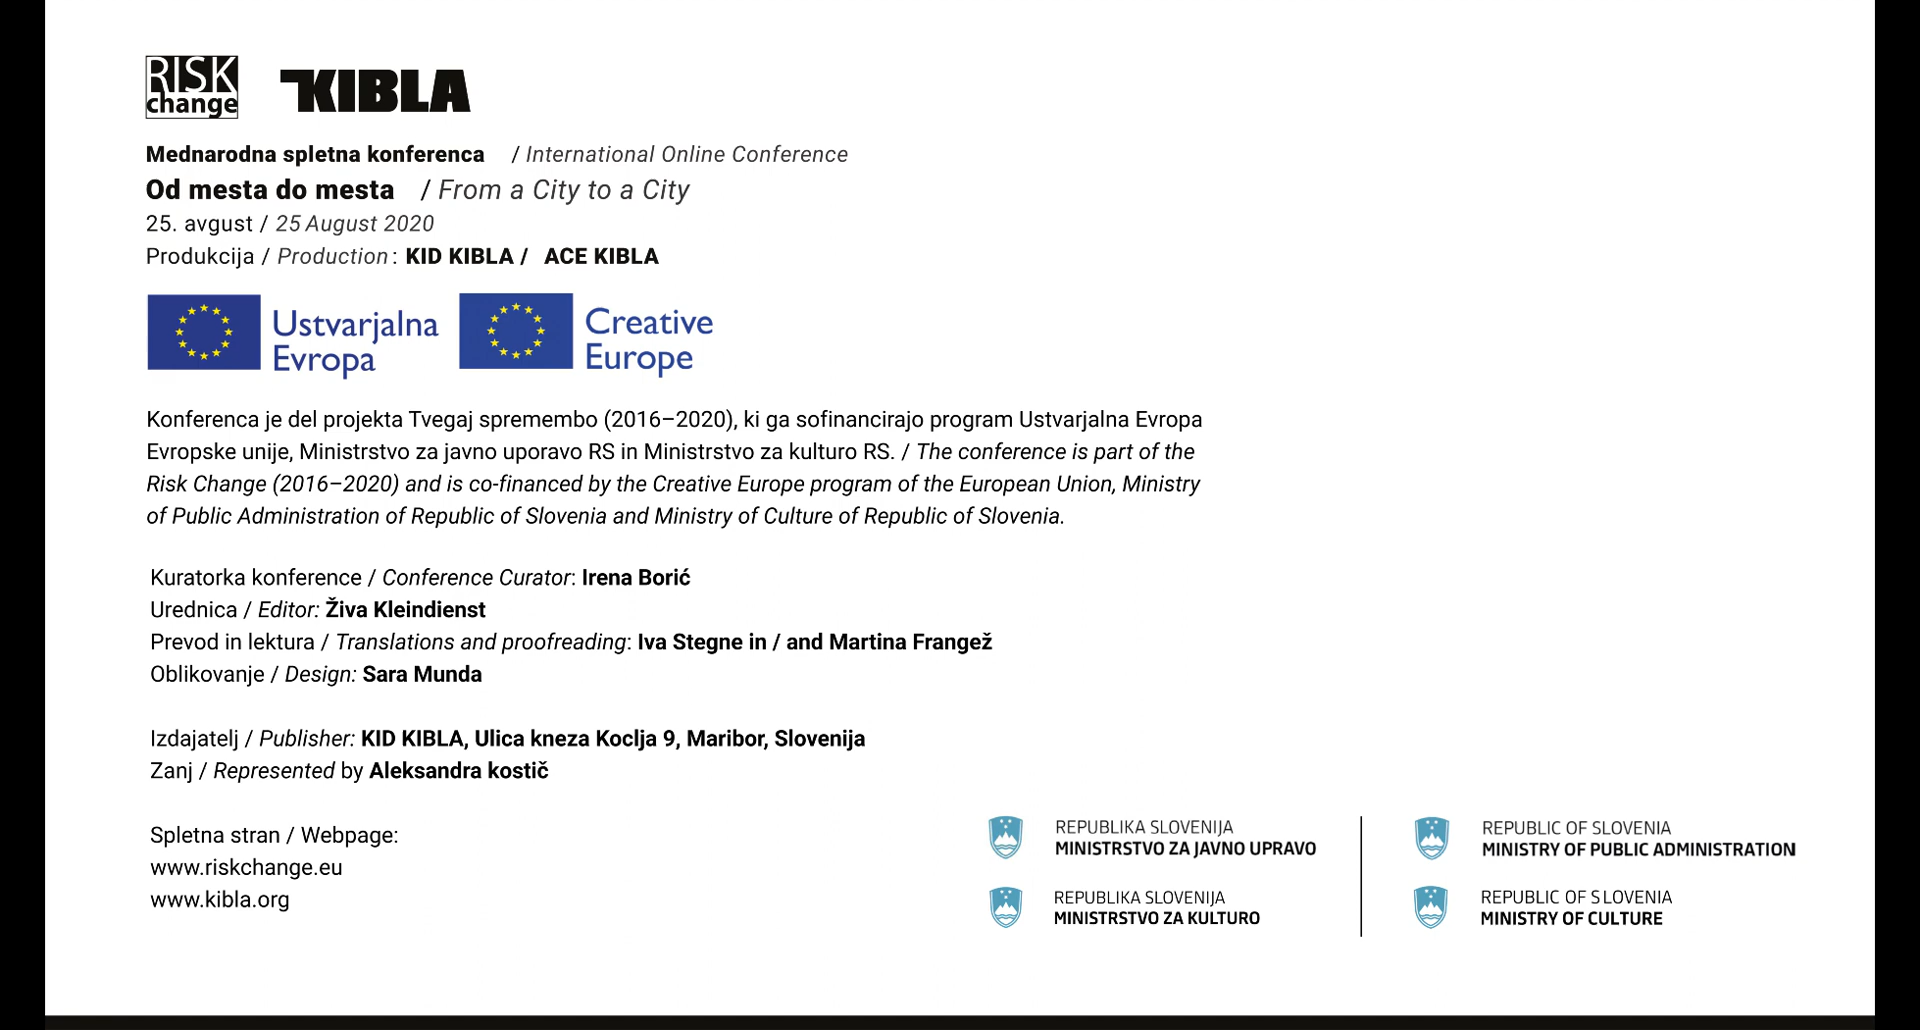 RISK
change
KIBLA
Mednarodna spletna konferenca / International Online Conference
Od mesta do mesta / From a City to a City
25. avgust / 25 August 2020
Produkcija / Production: KID KIBLA / ACE KIBLA
Ustvarjalna
Evropa
Creative
Europe
Konferenca je del projekta Tvegaj spremembo (2016–2020), ki ga sofinancirajo program Ustvarjalna Evropa
Evropske unije, Ministrstvo za javno uporavo RS in Ministrstvo za kulturo RS. / The conference is part of the
Risk Change (2016–2020) and is co-financed by the Creative Europe program of the European Union, Ministry
of Public Administration of Republic of Slovenia and Ministry of Culture of Republic of Slovenia.
Kuratorka konference / Conference Curator: Irena Borić
Urednica / Editor: Živa Kleindienst
Prevod in lektura / Translations and proofreading: Iva Stegne in / and Martina Frangež
Oblikovanje / Design: Sara Munda
Izdajatelj / Publisher: KID KIBLA, Ulica kneza Koclja 9, Maribor, Slovenija
Zanj / Represented by Aleksandra kostič
Spletna stran / Webpage:
www.riskchange.eu
www.kibla.org
REPUBLIKA SLOVENIJA
MINISTRSTVO ZA JAVNO UPRAVO
REPUBLIKA SLOVENIJA
MINISTRSTVO ZA KULTURO
REPUBLIC OF SLOVENIA
MINISTRY OF PUBLIC ADMINISTRATION
REPUBLIC OF SLOVENIA
MINISTRY OF CULTURE